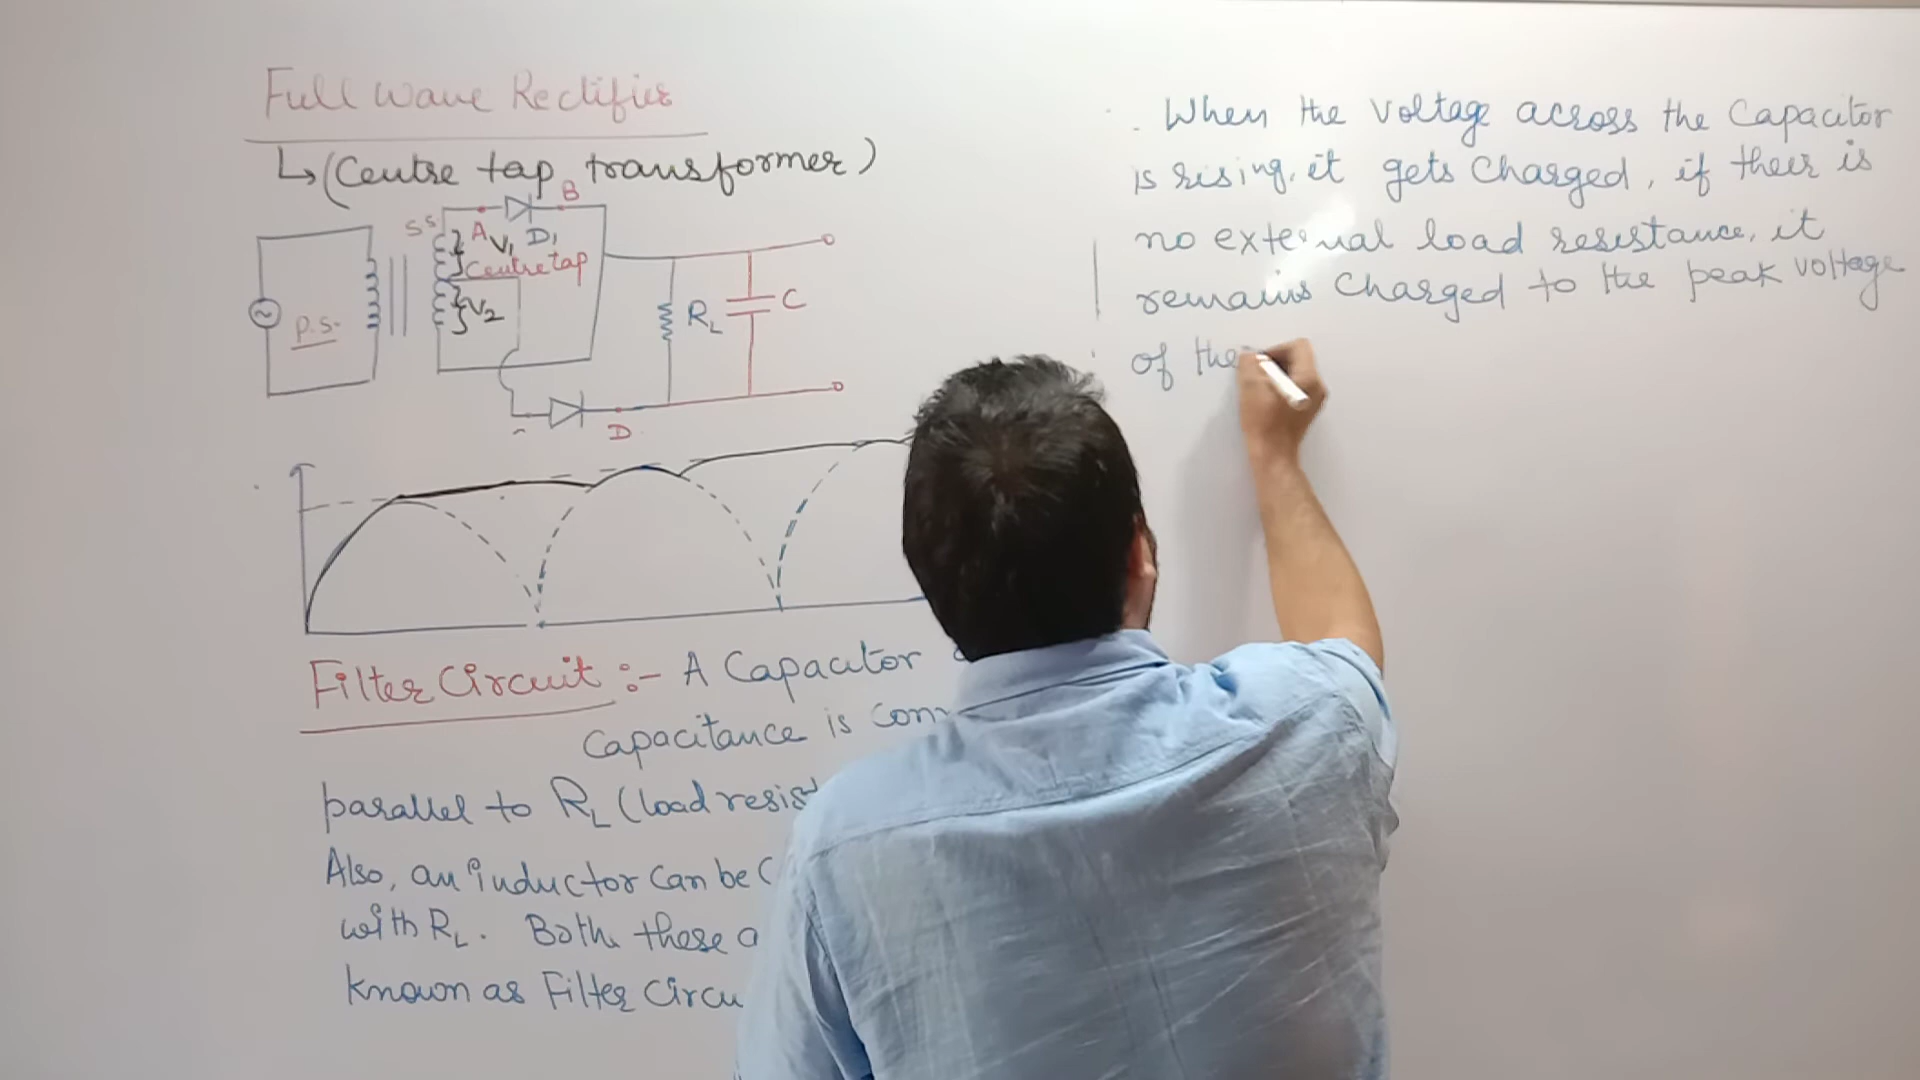 Full wave Rectifier
↳ (Centre tap transformer)
S S
A
B
V1
D1
Centre tap
V2
P.S.
RL
C
D
Filter Circuit :- A Capacitor
Capacitance is
parallel to RL (load
Also, an inductor can be
with RL. Both these
known as Filter
. When the voltage across the capacitor
is rising, it gets charged, if their is
no external load resistance, it
remains charged to the peak voltage
of the